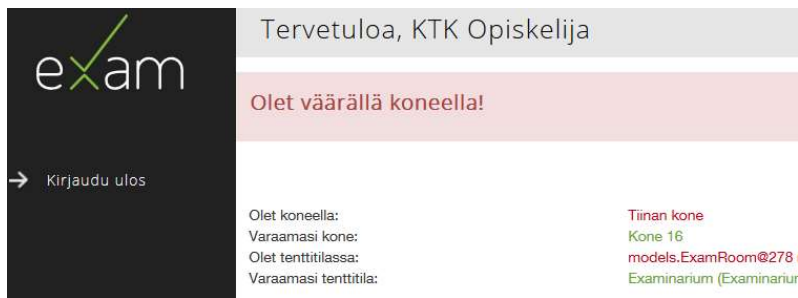 exam
Tervetuloa, KTK Opiskelija
Olet väärällä koneella!
Kirjaudu ulos
Olet koneella: Tiinan kone
Varaamasi kone: Kone 16
Olet tenttitilassa: models.ExamRoom@278
Varaamasi tenttitila: Examinarium (Examinariun